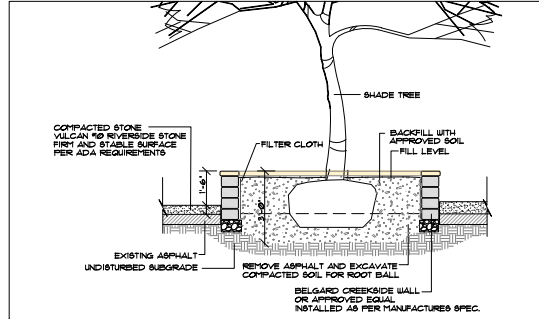 SHADE TREE
COMPACTED STONE
VULCAN #10 RIVERSIDE STONE
FIRM AND STABLE SURFACE
PER ADA REQUIREMENTS
FILTER CLOTH
BACKFILL WITH
APPROVED SOIL
FILL LEVEL
1'-6"
3'-0"
EXISTING ASPHALT
UNDISTURBED SUBGRADE
REMOVE ASPHALT AND EXCAVATE
COMPACTED SOIL FOR ROOT BALL
BELGARD CREEKSIDE WALL
OR APPROVED EQUAL
INSTALLED AS PER MANUFACTURES SPEC.